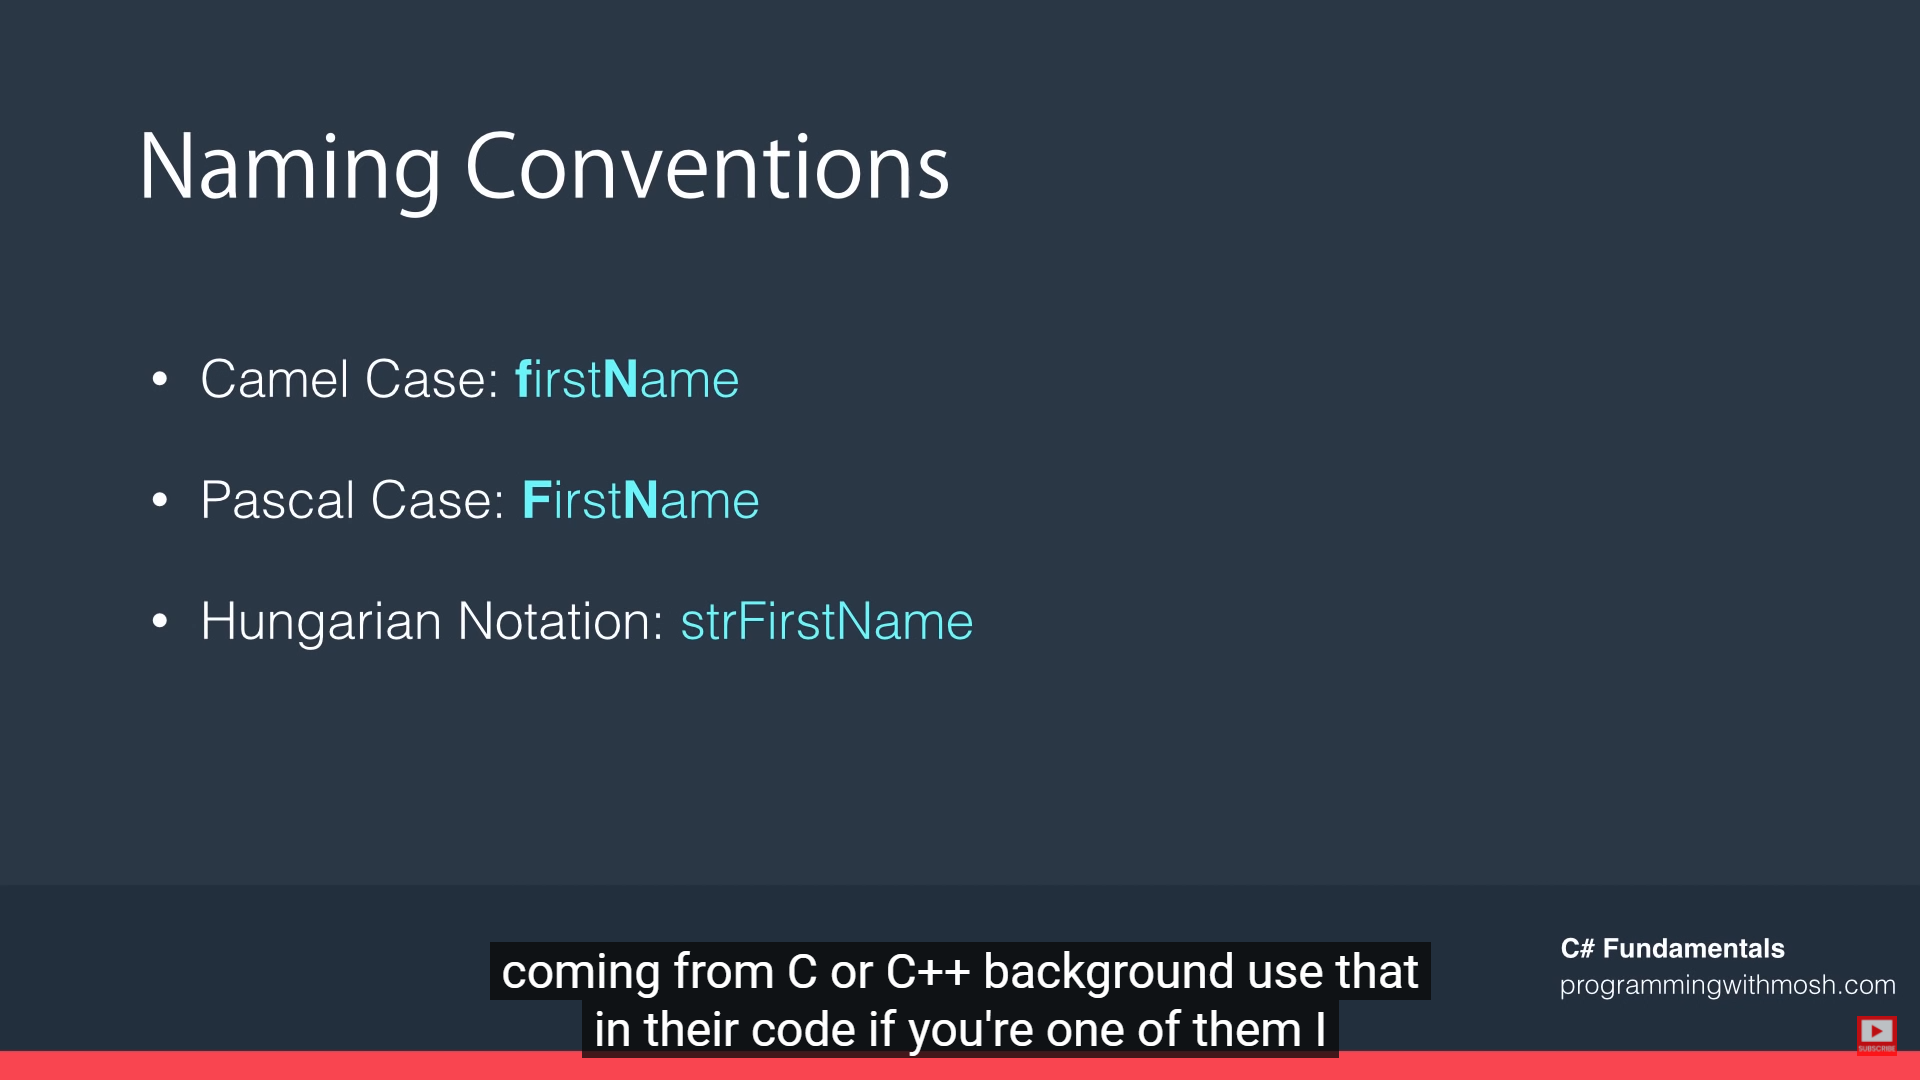 Naming Conventions
• Camel Case: firstName
• Pascal Case: FirstName
• Hungarian Notation: strFirstName
coming from C or C++ background use that
in their code if you're one of them I
C# Fundamentals
programmingwithmosh.com
SUBSCRIBE